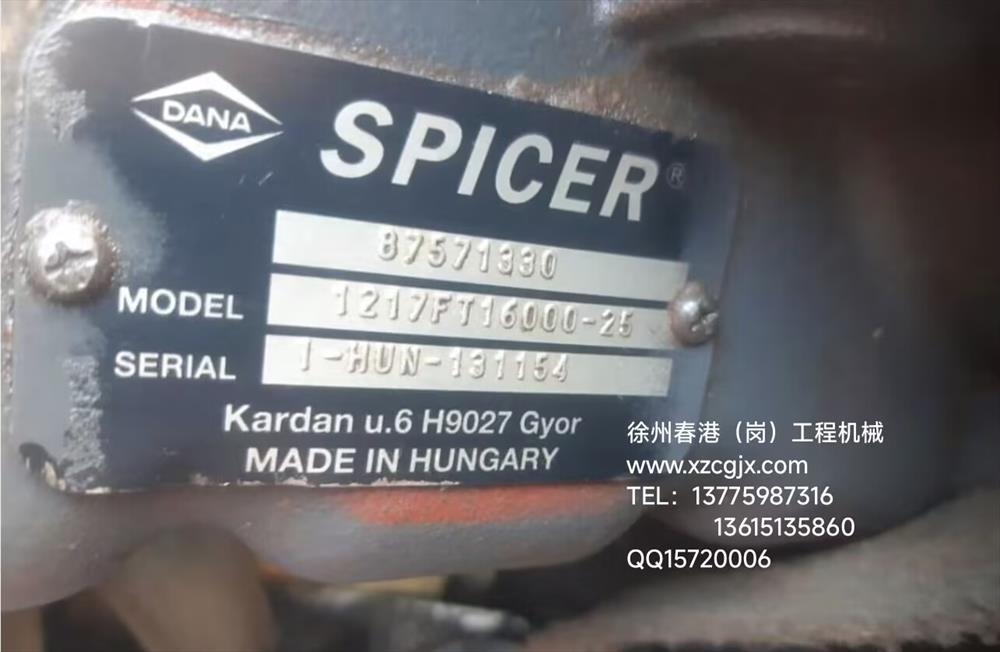 DANA
SPICER®
87571330
MODEL 1217FT16000-25
SERIAL 1-HUN-131154
Kardan u.6 H9027 Gyor
MADE IN HUNGARY
徐州春港（岗）工程机械
www.xzcgjx.com
TEL：13775987316
13615135860
QQ15720006